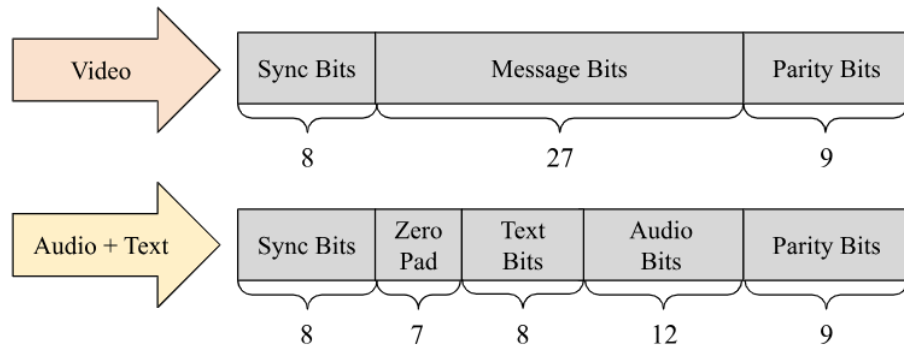 Video
Sync Bits Message Bits Parity Bits
8 27 9
Audio + Text
Sync Bits Zero Pad Text Bits Audio Bits Parity Bits
8 7 8 12 9